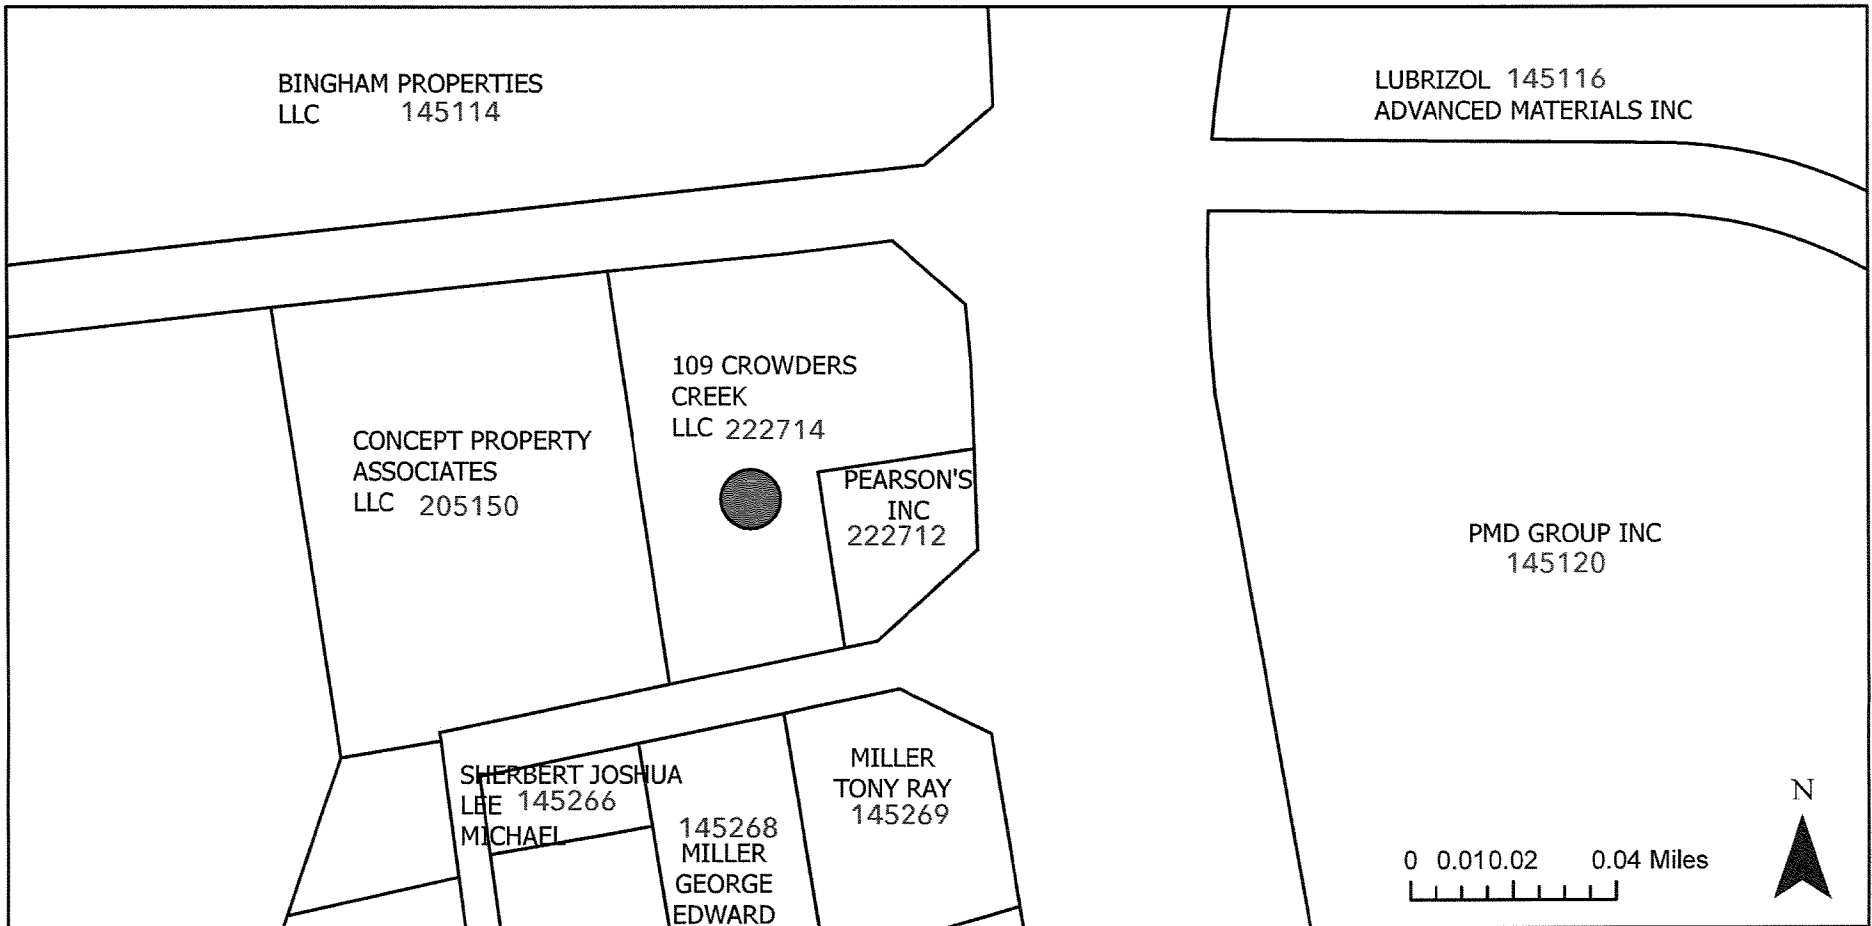 BINGHAM PROPERTIES
LLC 145114
LUBRIZOL 145116
ADVANCED MATERIALS INC
109 CROWDERS
CREEK
LLC 222714
CONCEPT PROPERTY
ASSOCIATES
LLC 205150
PEARSON'S
INC
222712
PMD GROUP INC
145120
SHERBERT JOSHUA
LEE 145266
MICHAEL
145268
MILLER
GEORGE
EDWARD
MILLER
TONY RAY
145269
N
0 0.01 0.02 0.04 Miles